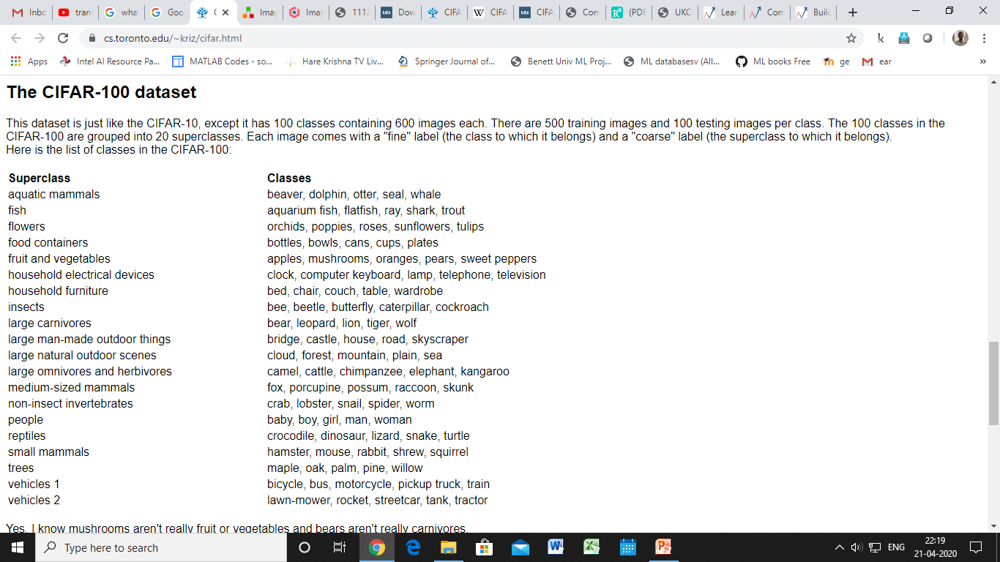 Inbo
tran
wha
Goo
C
Imag
Imag
1112
Dow
CIFA
CIFA
CIFA
Con
(PDF
UKC
Lear
Con
Builc
cs.toronto.edu/~kriz/cifar.html
Apps Intel AI Resource Pa... MATLAB Codes - so... Hare Krishna TV Liv... Springer Journal of... Benett Univ ML Proj... ML databasesv (All... ML books Free ge ear »
The CIFAR-100 dataset
This dataset is just like the CIFAR-10, except it has 100 classes containing 600 images each. There are 500 training images and 100 testing images per class. The 100 classes in the
CIFAR-100 are grouped into 20 superclasses. Each image comes with a "fine" label (the class to which it belongs) and a "coarse" label (the superclass to which it belongs).
Here is the list of classes in the CIFAR-100:
Superclass Classes
aquatic mammals beaver, dolphin, otter, seal, whale
fish aquarium fish, flatfish, ray, shark, trout
flowers orchids, poppies, roses, sunflowers, tulips
food containers bottles, bowls, cans, cups, plates
fruit and vegetables apples, mushrooms, oranges, pears, sweet peppers
household electrical devices clock, computer keyboard, lamp, telephone, television
household furniture bed, chair, couch, table, wardrobe
insects bee, beetle, butterfly, caterpillar, cockroach
large carnivores bear, leopard, lion, tiger, wolf
large man-made outdoor things bridge, castle, house, road, skyscraper
large natural outdoor scenes cloud, forest, mountain, plain, sea
large omnivores and herbivores camel, cattle, chimpanzee, elephant, kangaroo
medium-sized mammals fox, porcupine, possum, raccoon, skunk
non-insect invertebrates crab, lobster, snail, spider, worm
people baby, boy, girl, man, woman
reptiles crocodile, dinosaur, lizard, snake, turtle
small mammals hamster, mouse, rabbit, shrew, squirrel
trees maple, oak, palm, pine, willow
vehicles 1 bicycle, bus, motorcycle, pickup truck, train
vehicles 2 lawn-mower, rocket, streetcar, tank, tractor
Yes, I know mushrooms aren't really fruit or vegetables and bears aren't really carnivores.
Type here to search
ENG
22:19
21-04-2020